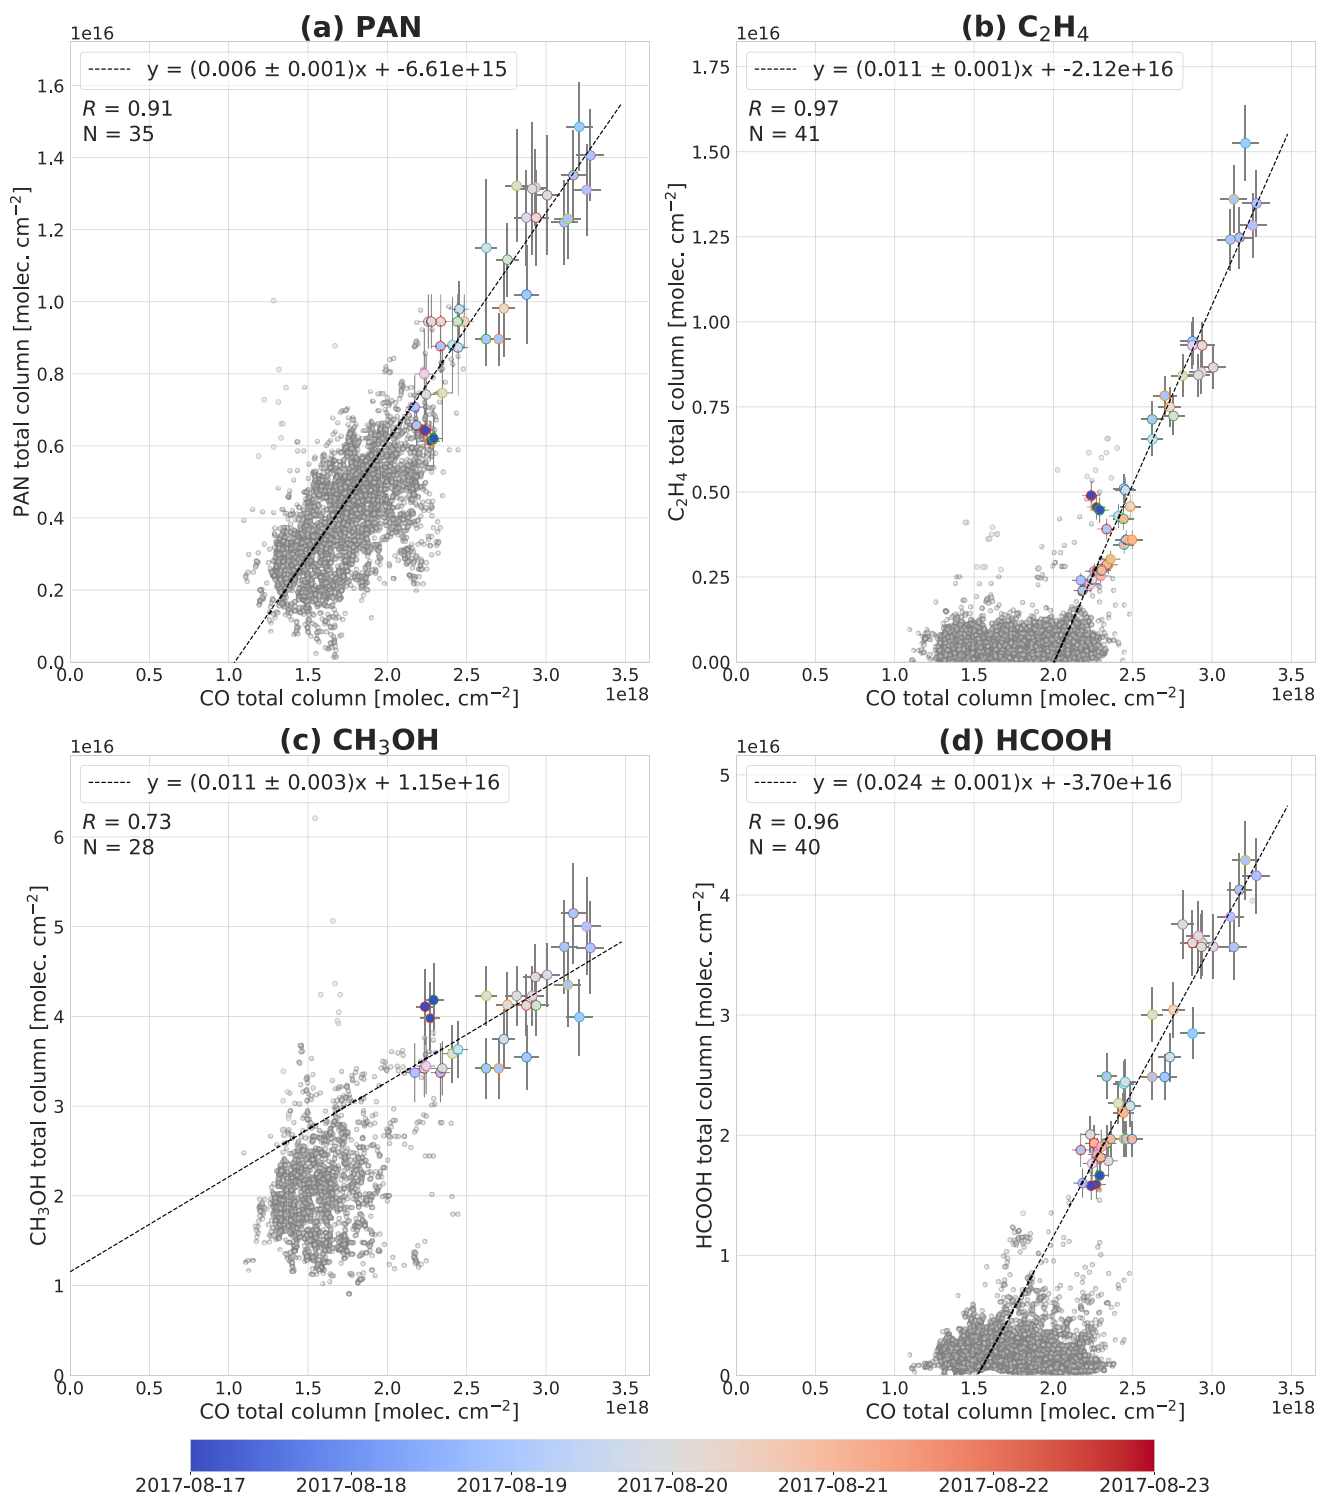 (a) PAN
1e16
y = (0.006 ± 0.001)x + -6.61e+15
R = 0.91
N = 35
PAN total column [molec. cm⁻²]
1.6
1.4
1.2
1.0
0.8
0.6
0.4
0.2
0.0
0.0 0.5 1.0 1.5 2.0 2.5 3.0 3.5
1e18
CO total column [molec. cm⁻²]
(b) C₂H₄
1e16
y = (0.011 ± 0.001)x + -2.12e+16
R = 0.97
N = 41
C₂H₄ total column [molec. cm⁻²]
1.75
1.50
1.25
1.00
0.75
0.50
0.25
0.00
0.0 0.5 1.0 1.5 2.0 2.5 3.0 3.5
1e18
CO total column [molec. cm⁻²]
(c) CH₃OH
1e16
y = (0.011 ± 0.003)x + 1.15e+16
R = 0.73
N = 28
CH₃OH total column [molec. cm⁻²]
6
5
4
3
2
1
0
0.0 0.5 1.0 1.5 2.0 2.5 3.0 3.5
1e18
CO total column [molec. cm⁻²]
(d) HCOOH
1e16
y = (0.024 ± 0.001)x + -3.70e+16
R = 0.96
N = 40
HCOOH total column [molec. cm⁻²]
5
4
3
2
1
0
0.0 0.5 1.0 1.5 2.0 2.5 3.0 3.5
1e18
CO total column [molec. cm⁻²]
2017-08-17 2017-08-18 2017-08-19 2017-08-20 2017-08-21 2017-08-22 2017-08-23